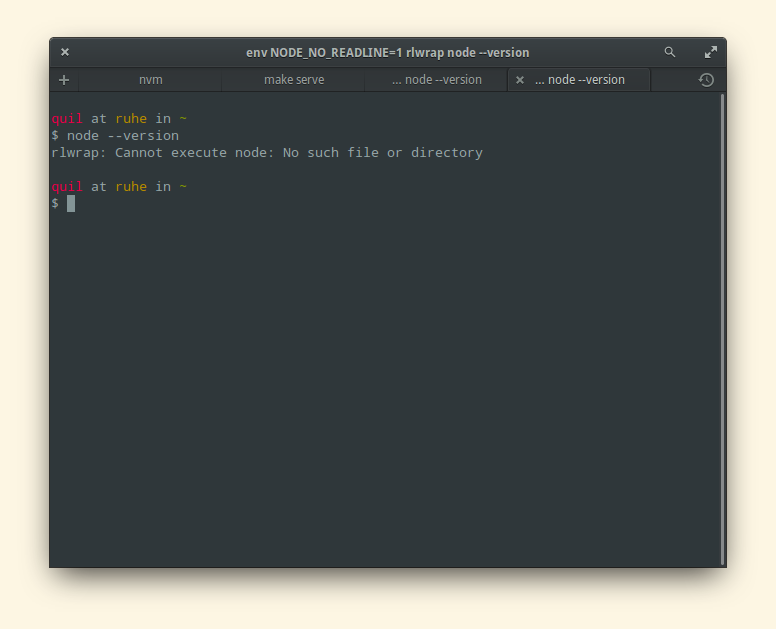 env NODE_NO_READLINE=1 rlwrap node --version
nvm make serve ... node --version ... node --version
quil at ruhe in ~
$ node --version
rlwrap: Cannot execute node: No such file or directory
quil at ruhe in ~
$